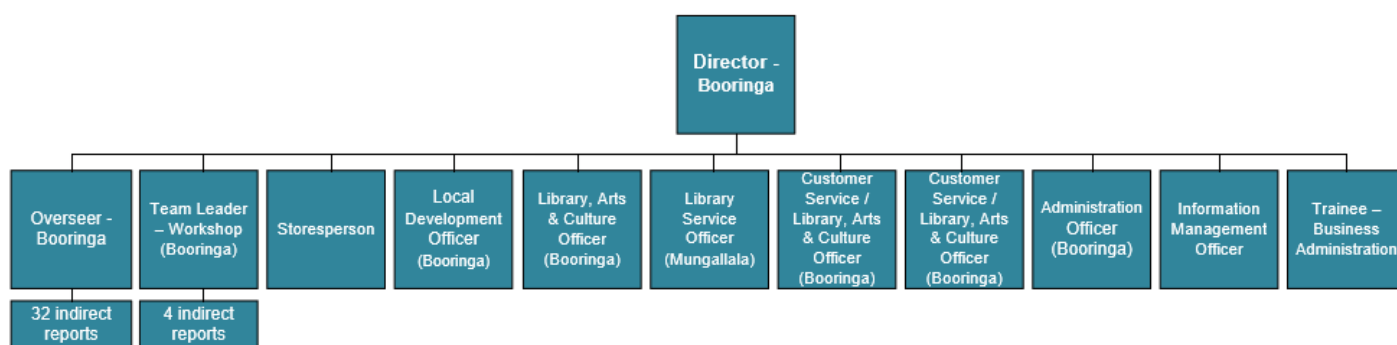 Director -
Booringa
Overseer -
Booringa
Team Leader
– Workshop
(Booringa)
Storesperson
Local
Development
Officer
(Booringa)
Library, Arts
& Culture
Officer
(Booringa)
Library
Service
Officer
(Mungallala)
Customer
Service /
Library, Arts
& Culture
Officer
(Booringa)
Customer
Service /
Library, Arts
& Culture
Officer
(Booringa)
Administration
Officer
(Booringa)
Information
Management
Officer
Trainee –
Business
Administration
32 indirect
reports
4 indirect
reports